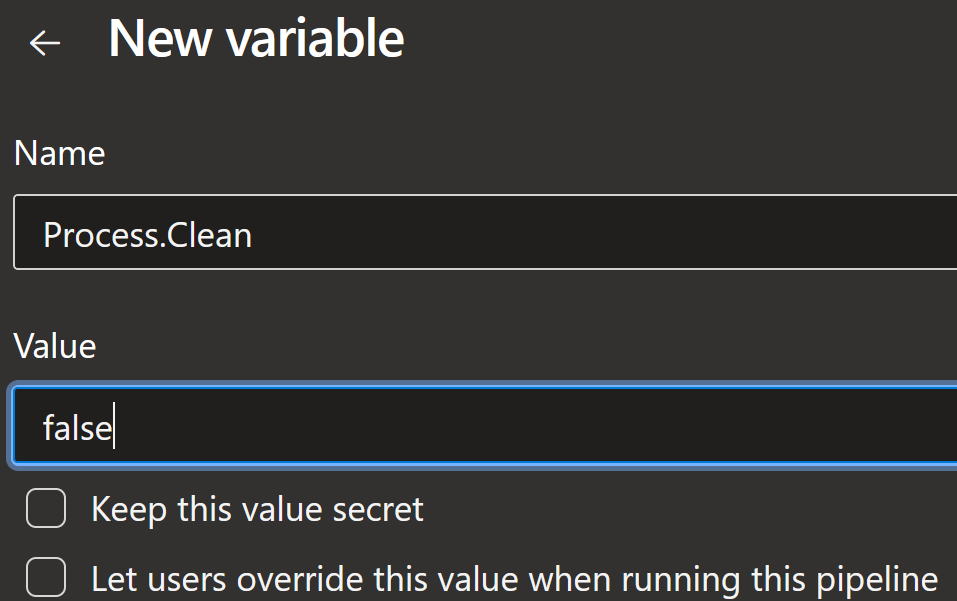 New variable
Name
Process.Clean
Value
false
Keep this value secret
Let users override this value when running this pipeline